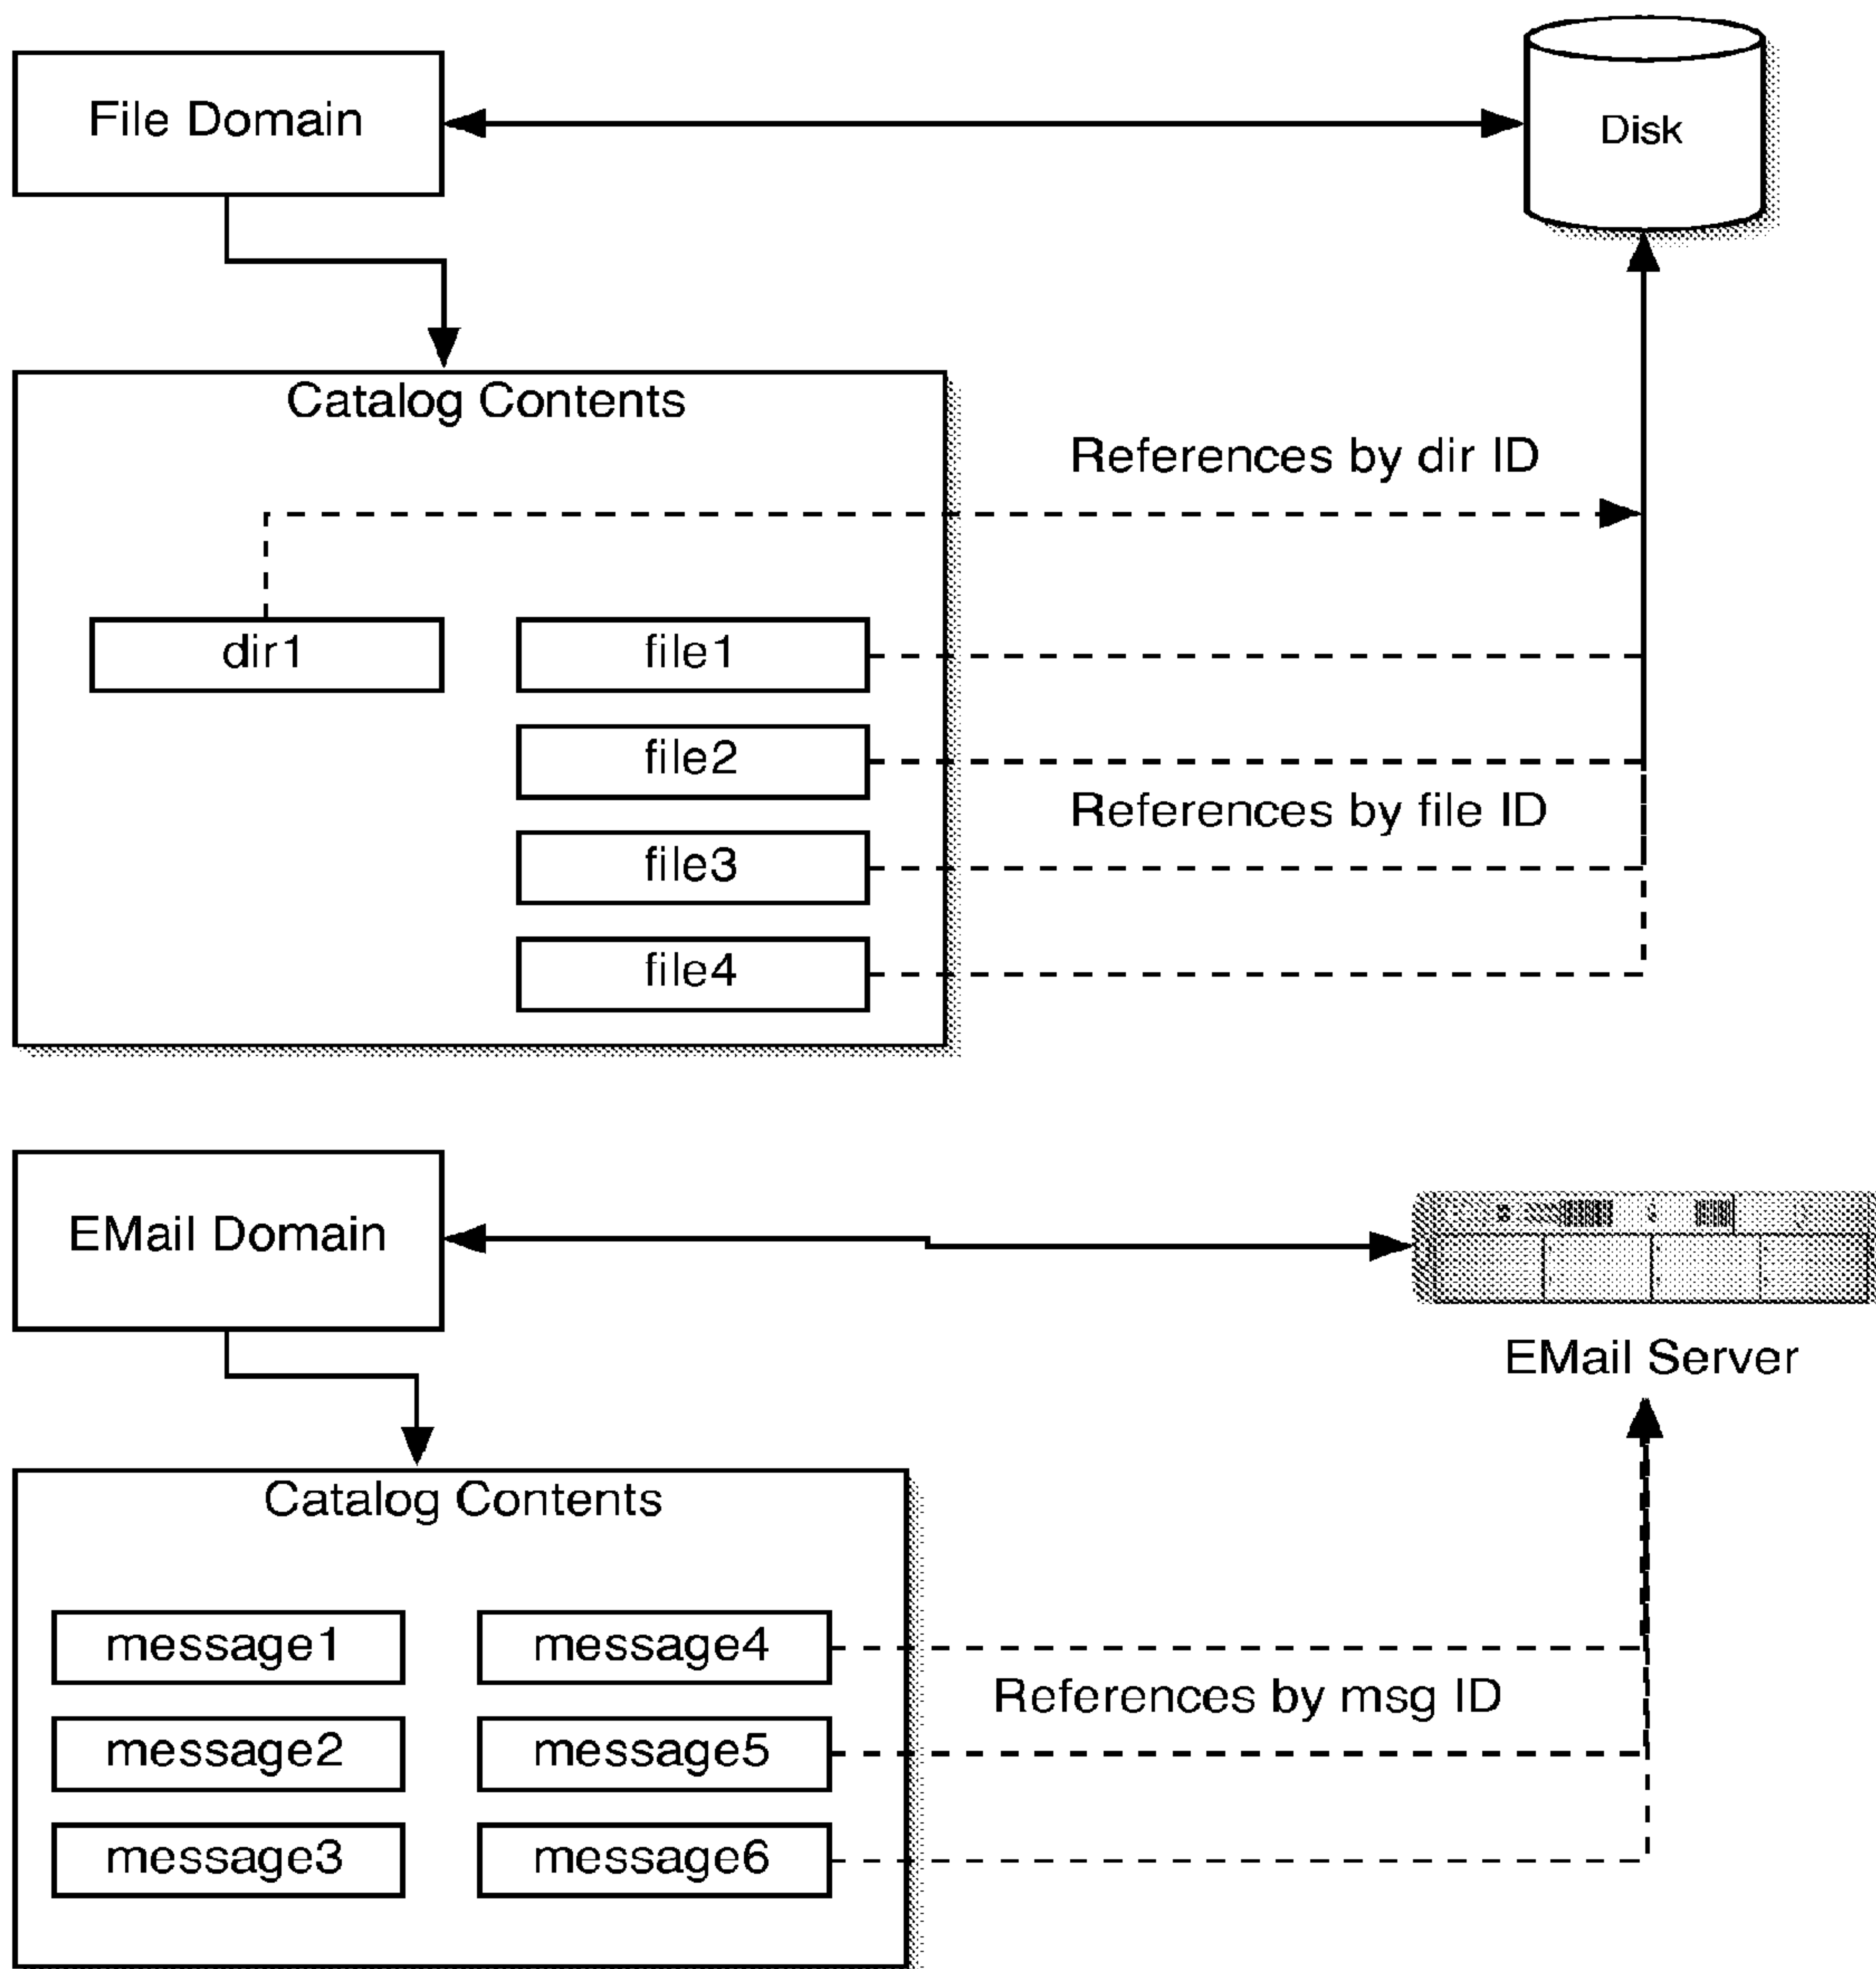 File Domain
Disk
Catalog Contents
References by dir ID
dir1
file1
file2
References by file ID
file3
file4
EMail Domain
EMail Server
Catalog Contents
message1
message4
References by msg ID
message2
message5
message3
message6